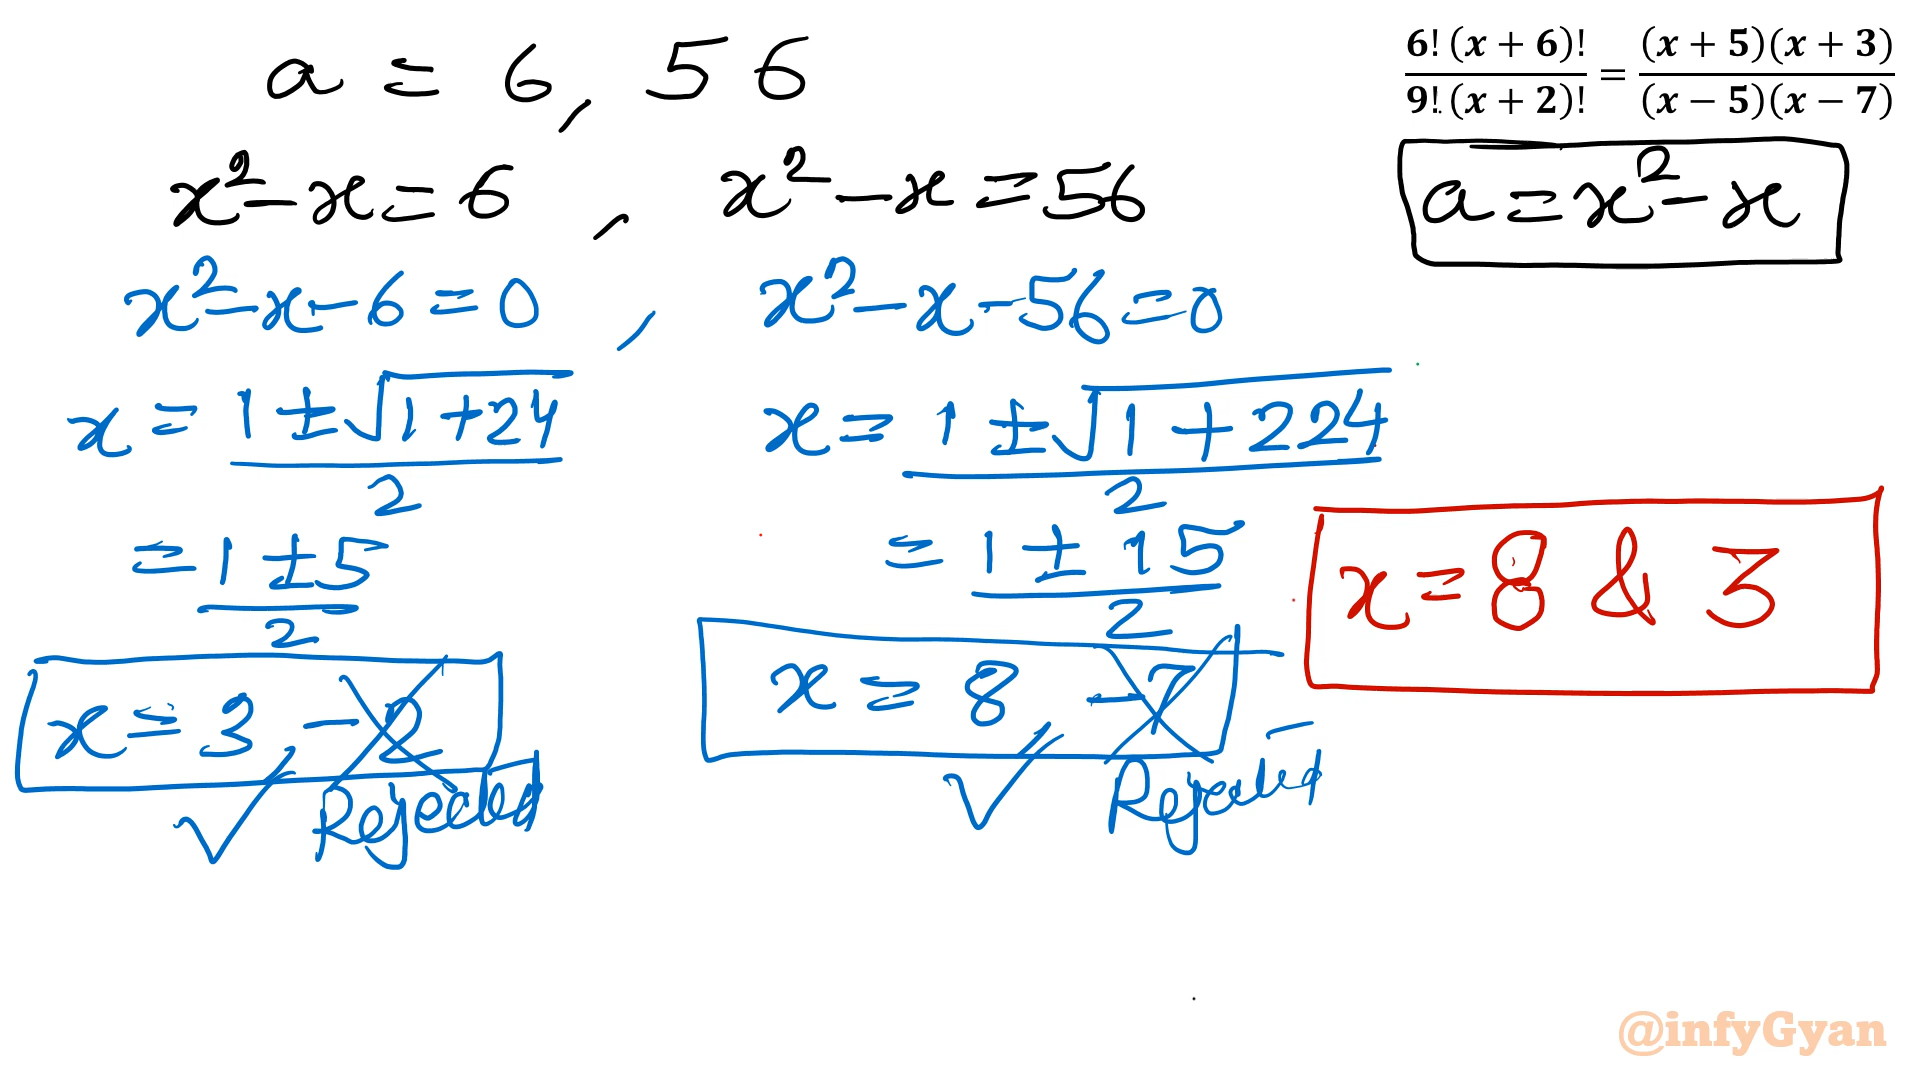 a = 6, 56
6! (x + 6)! / 9! (x + 2)! = (x + 5)(x + 3) / (x − 5)(x − 7)
x² − x = 6 , x² − x = 56
a = x² − x
x² − x − 6 = 0 , x² − x − 56 = 0
x = (1 ± √(1 + 24)) / 2
x = (1 ± √(1 + 224)) / 2
= (1 ± 5) / 2
= (1 ± 15) / 2
x = 8 & 3
x = 3, −2
x = 8, −7
✓ Rejected
✓ Rejected
@infyGyan